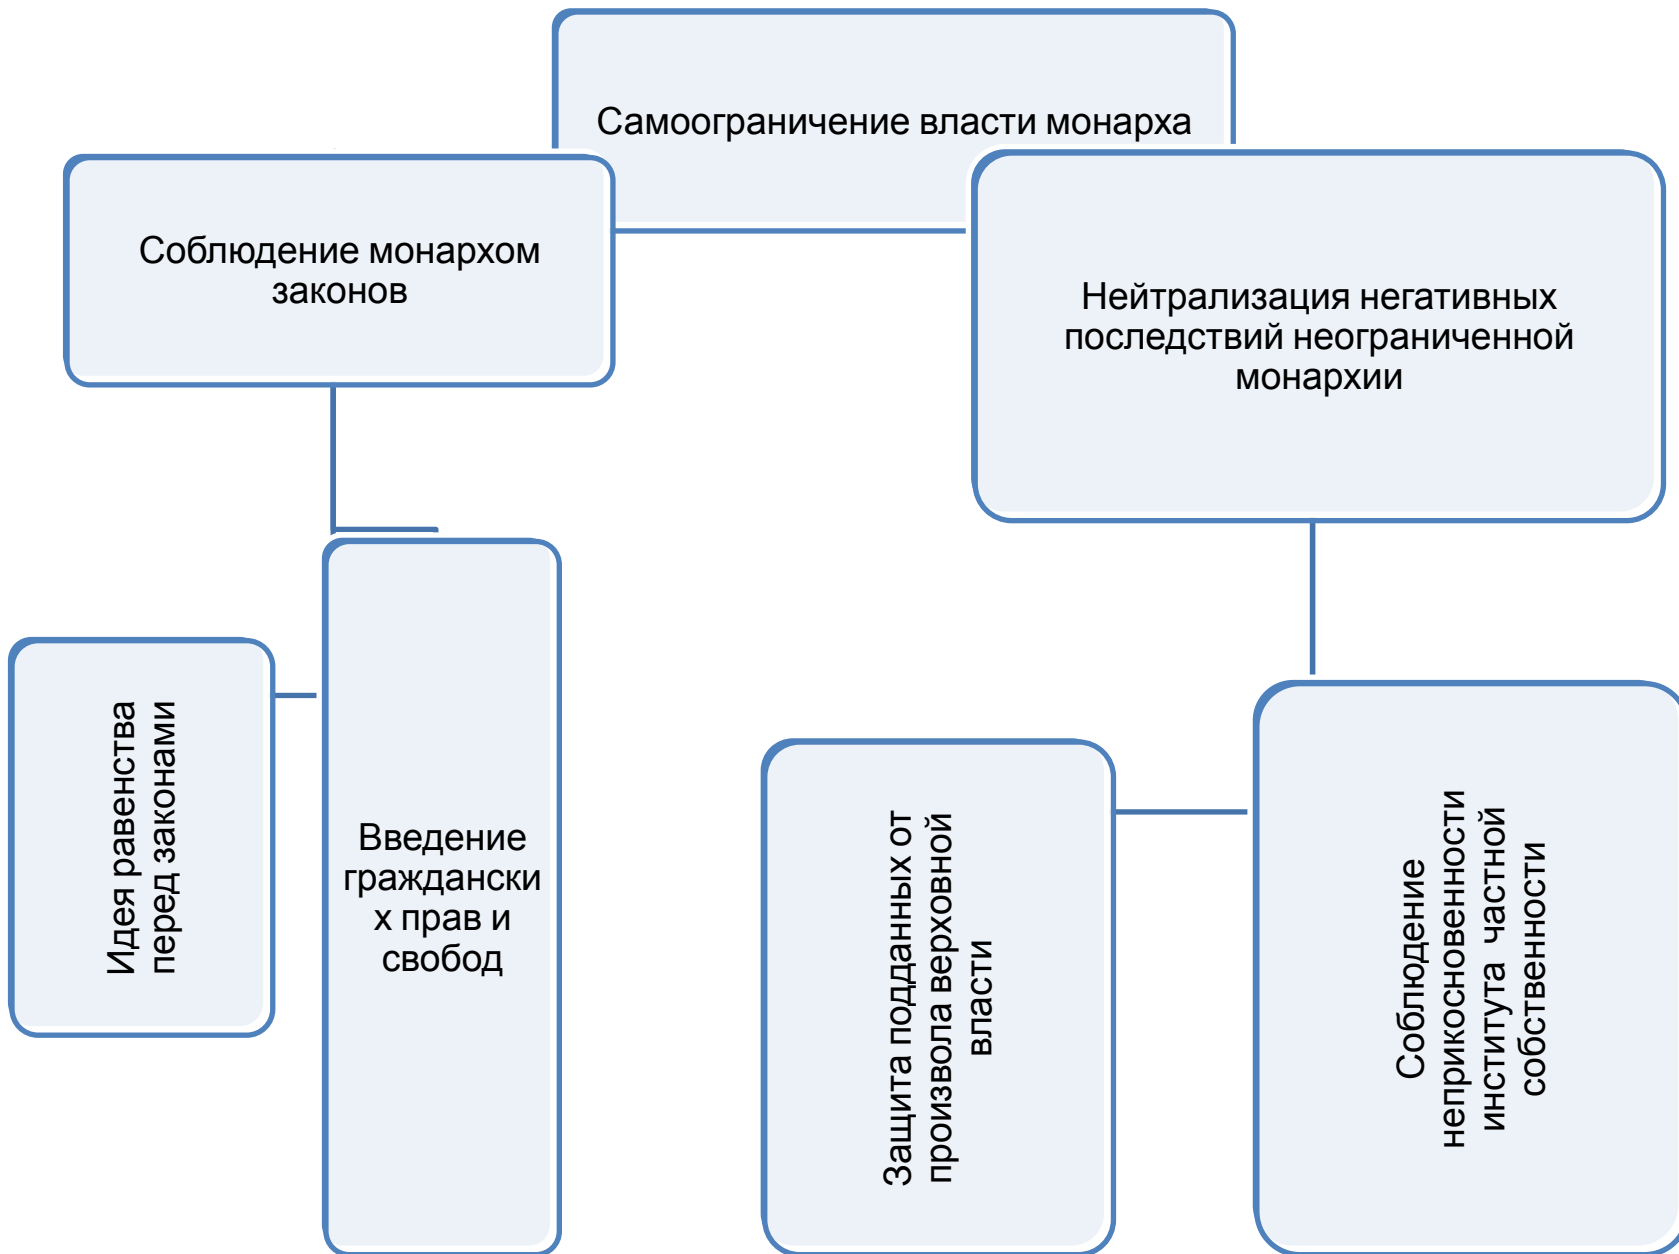 Самоограничение власти монарха
Соблюдение монархом
законов
Нейтрализация негативных
последствий неограниченной
монархии
Идея равенства
перед законами
Введение
граждански
х прав и
свобод
Защита подданных от
произвола верховной
власти
Соблюдение
неприкосновенности
института частной
собственности